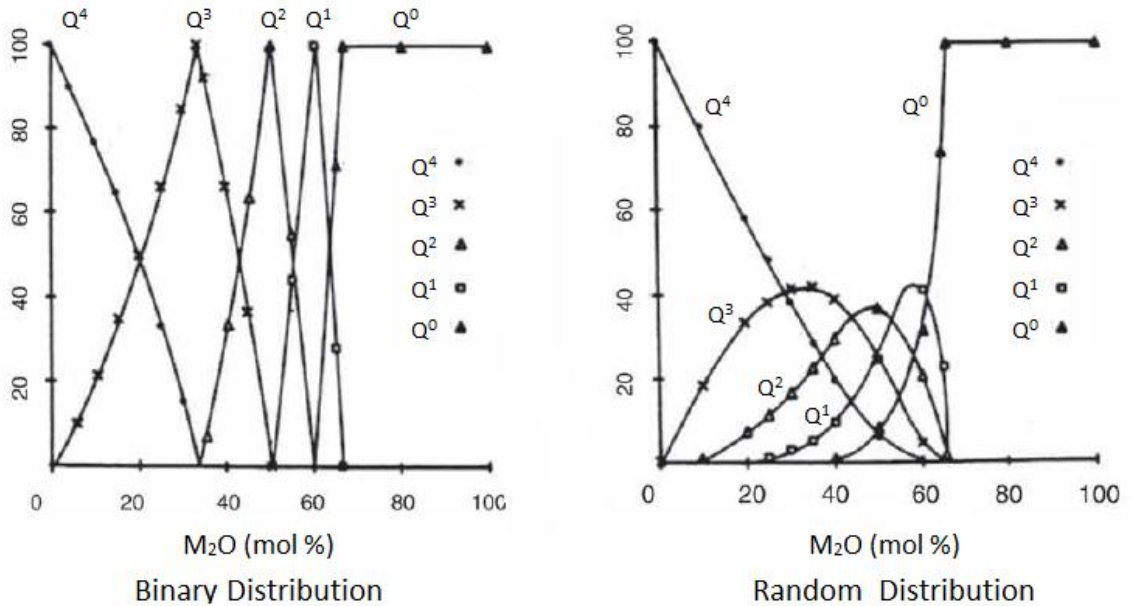 Q⁴ Q³ Q² Q¹ Q⁰
100
80
60
40
20
Q⁴
Q³
Q²
Q¹
Q⁰
0 20 40 60 80 100
M₂O (mol %)
Binary Distribution
100
80
60
40
20
Q⁴
Q⁰
Q³
Q²
Q¹
Q⁴
Q³
Q²
Q¹
Q⁰
0 20 40 60 80 100
M₂O (mol %)
Random Distribution